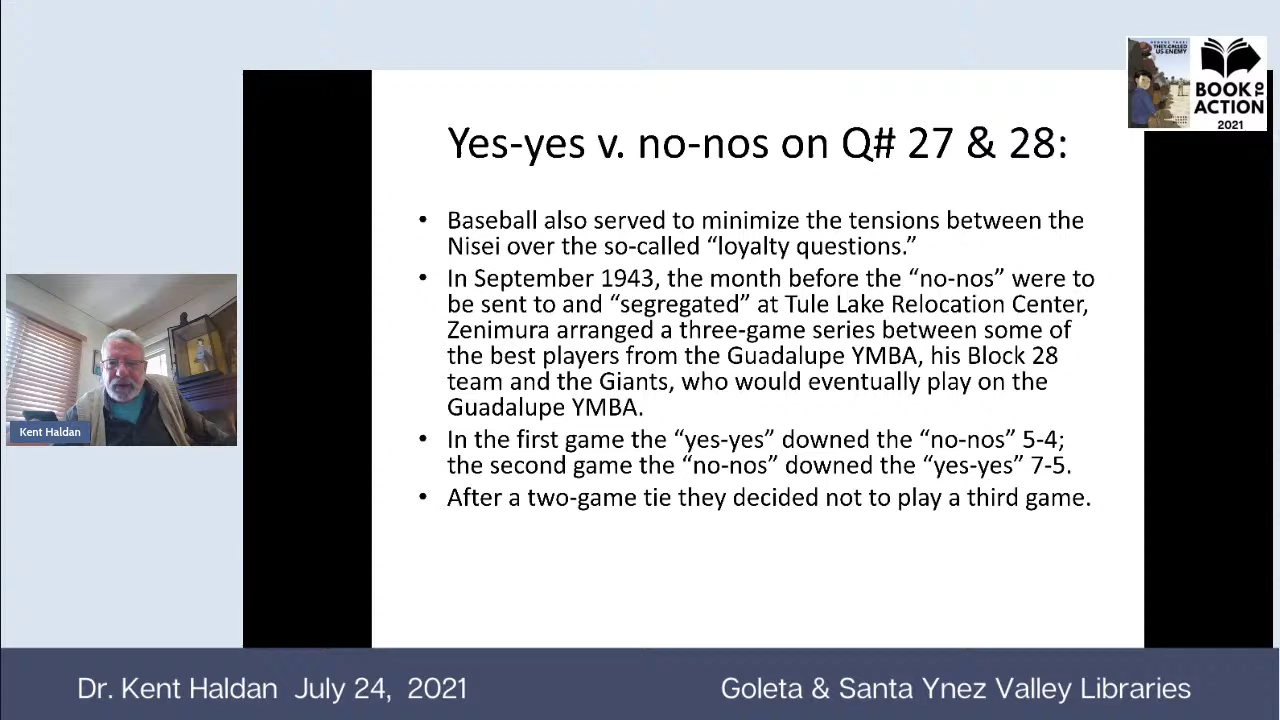 GEORGE TAKEI
THEY CALLED
US ENEMY
BOOK TO
ACTION
2021
Yes-yes v. no-nos on Q# 27 & 28:
• Baseball also served to minimize the tensions between the
Nisei over the so-called “loyalty questions.”
• In September 1943, the month before the “no-nos” were to
be sent to and “segregated” at Tule Lake Relocation Center,
Zenimura arranged a three-game series between some of
the best players from the Guadalupe YMBA, his Block 28
team and the Giants, who would eventually play on the
Guadalupe YMBA.
• In the first game the “yes-yes” downed the “no-nos” 5-4;
the second game the “no-nos” downed the “yes-yes” 7-5.
• After a two-game tie they decided not to play a third game.
Kent Haldan
Dr. Kent Haldan July 24, 2021
Goleta & Santa Ynez Valley Libraries